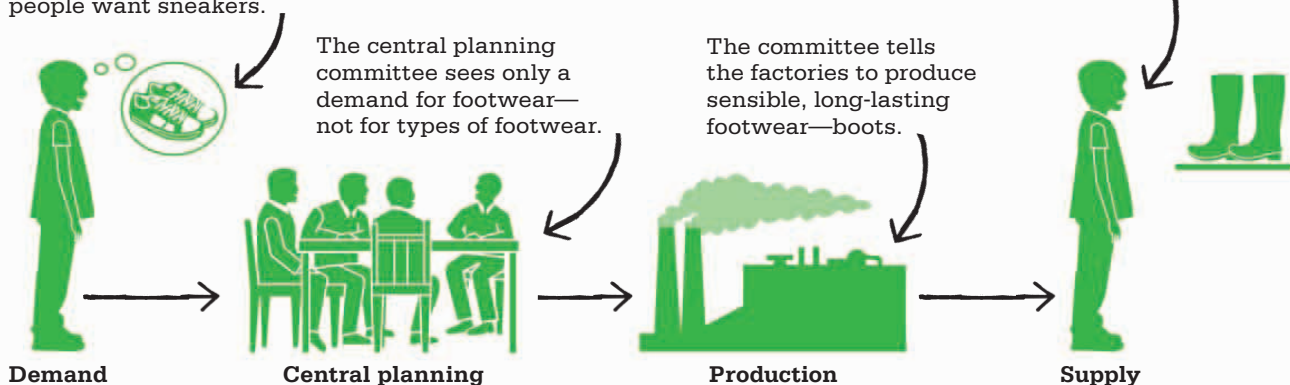 people want sneakers.
The central planning
committee sees only a
demand for footwear—
not for types of footwear.
The committee tells
the factories to produce
sensible, long-lasting
footwear—boots.
Demand
Central planning
Production
Supply